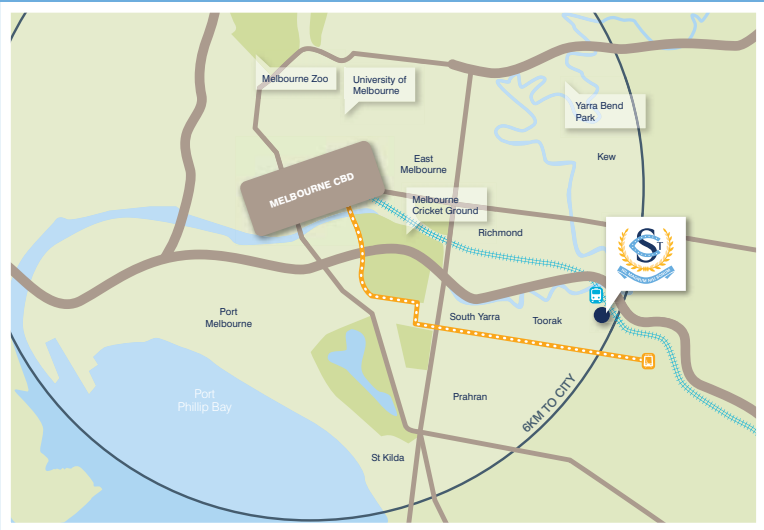 Melbourne Zoo
University of
Melbourne
Yarra Bend
Park
Kew
East
Melbourne
MELBOURNE CBD
Melbourne
Cricket Ground
Richmond
S T
Port
Melbourne
South Yarra
Toorak
Port
Phillip Bay
Prahran
6KM TO CITY
St Kilda